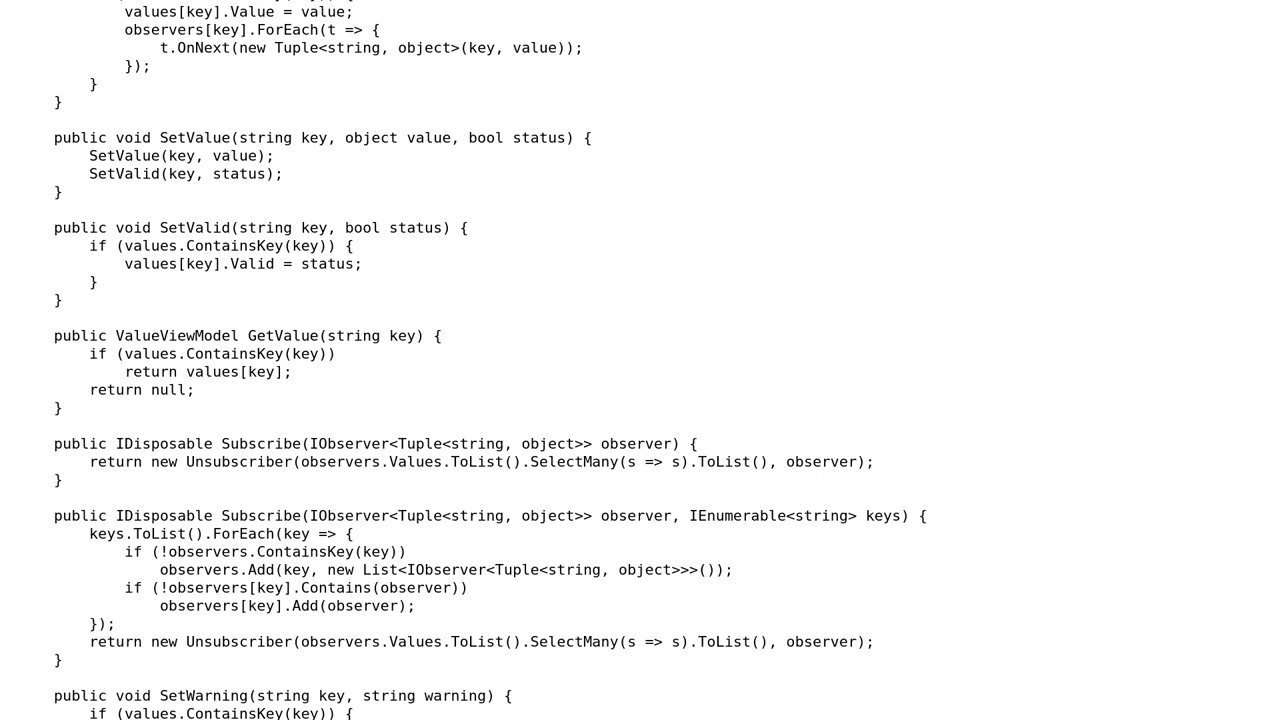 values[key].Value = value;
observers[key].ForEach(t => {
t.OnNext(new Tuple<string, object>(key, value));
});
}
}
public void SetValue(string key, object value, bool status) {
SetValue(key, value);
SetValid(key, status);
}
public void SetValid(string key, bool status) {
if (values.ContainsKey(key)) {
values[key].Valid = status;
}
}
public ValueViewModel GetValue(string key) {
if (values.ContainsKey(key))
return values[key];
return null;
}
public IDisposable Subscribe(IObserver<Tuple<string, object>> observer) {
return new Unsubscriber(observers.Values.ToList().SelectMany(s => s).ToList(), observer);
}
public IDisposable Subscribe(IObserver<Tuple<string, object>> observer, IEnumerable<string> keys) {
keys.ToList().ForEach(key => {
if (!observers.ContainsKey(key))
observers.Add(key, new List<IObserver<Tuple<string, object>>>());
if (!observers[key].Contains(observer))
observers[key].Add(observer);
});
return new Unsubscriber(observers.Values.ToList().SelectMany(s => s).ToList(), observer);
}
public void SetWarning(string key, string warning) {
if (values.ContainsKey(key)) {